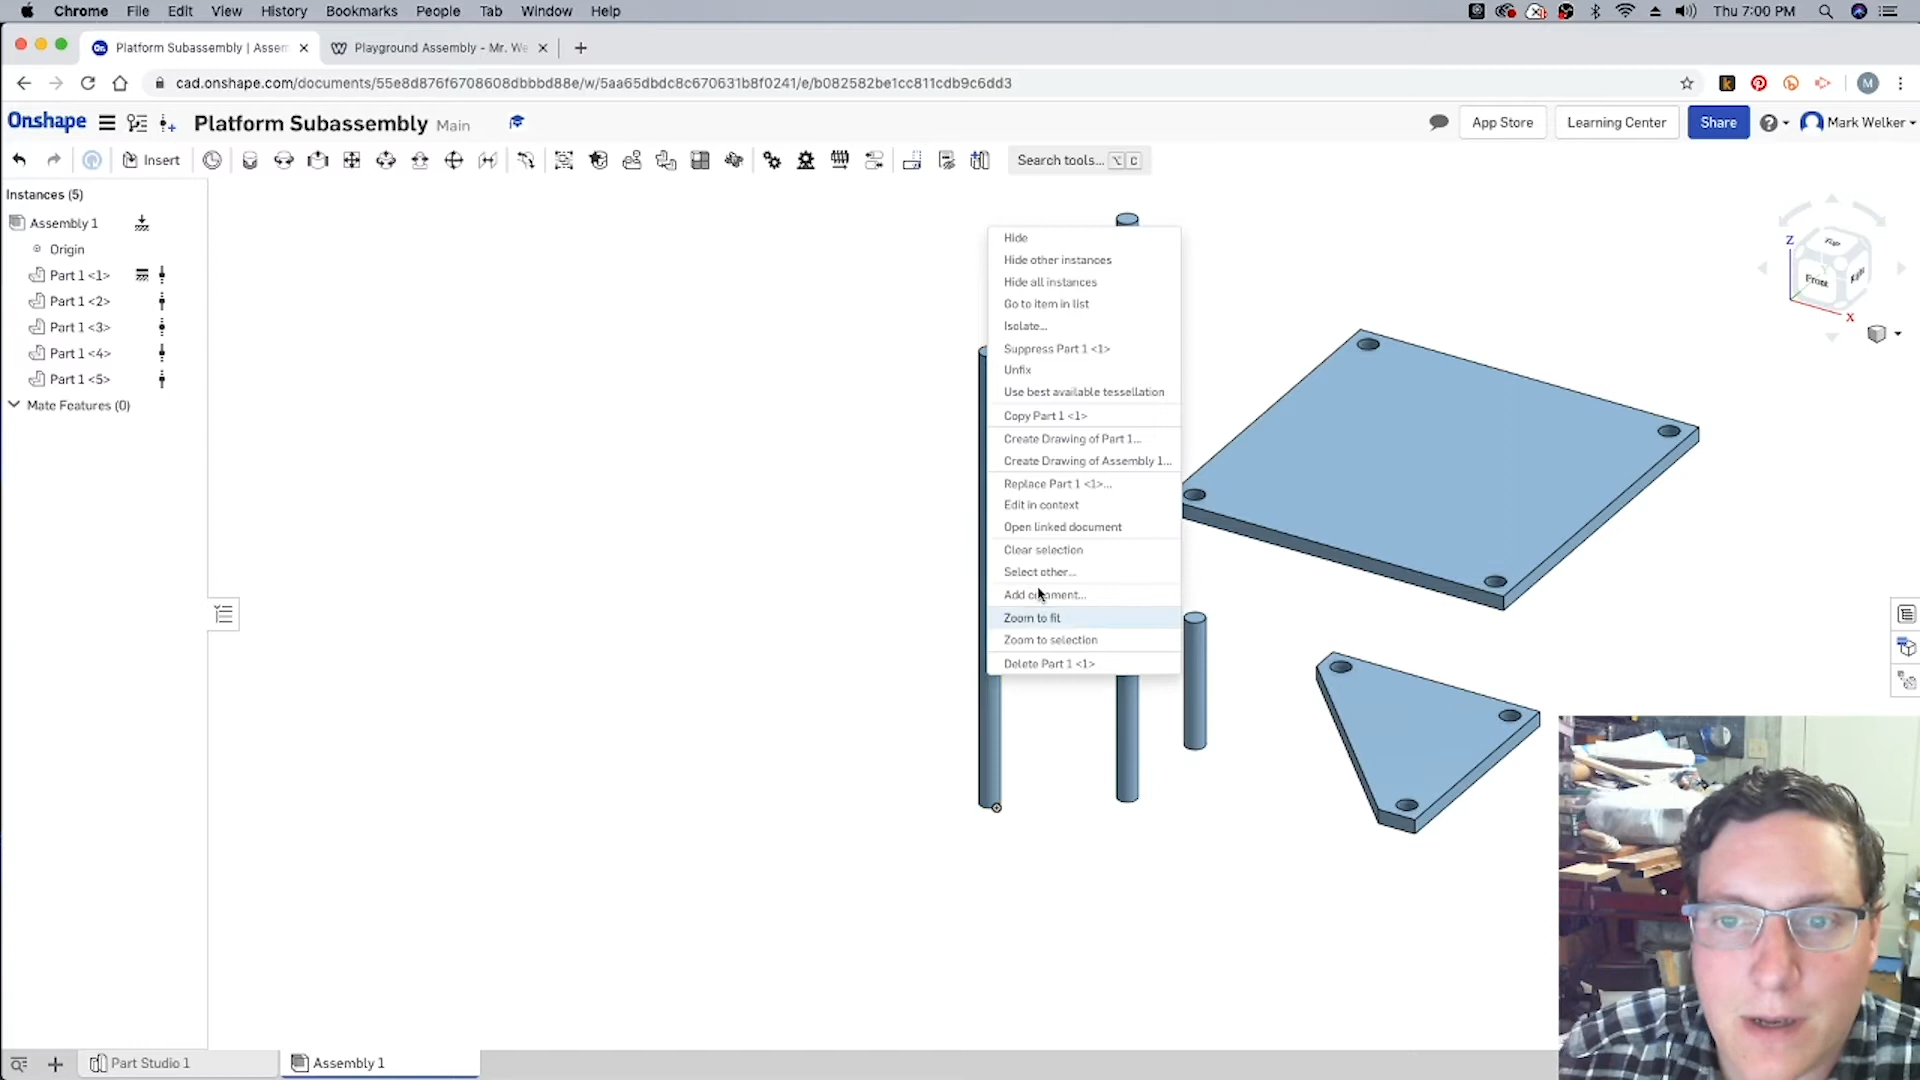 Chrome File Edit View History Bookmarks People Tab Window Help Thu 7:00 PM
Platform Subassembly | Assem Playground Assembly - Mr. We
cad.onshape.com/documents/55e8d876f6708608dbbbd88e/w/5aa65dbdc8c670631b8f0241/e/b082582be1cc811cdb9c6dd3 M
Onshape Platform Subassembly Main App Store Learning Center Share Mark Welker
Insert Search tools... ⌥ C
Instances (5)
Assembly 1
Origin
Part 1 <1>
Part 1 <2>
Part 1 <3>
Part 1 <4>
Part 1 <5>
Mate Features (0)
Hide
Hide other instances
Hide all instances
Go to item in list
Isolate...
Suppress Part 1 <1>
Unfix
Use best available tessellation
Copy Part 1 <1>
Create Drawing of Part 1...
Create Drawing of Assembly 1...
Replace Part 1 <1>...
Edit in context
Open linked document
Clear selection
Select other...
Add comment...
Zoom to fit
Zoom to selection
Delete Part 1 <1>
Z
Top
Y
Front
Right
X
Part Studio 1 Assembly 1